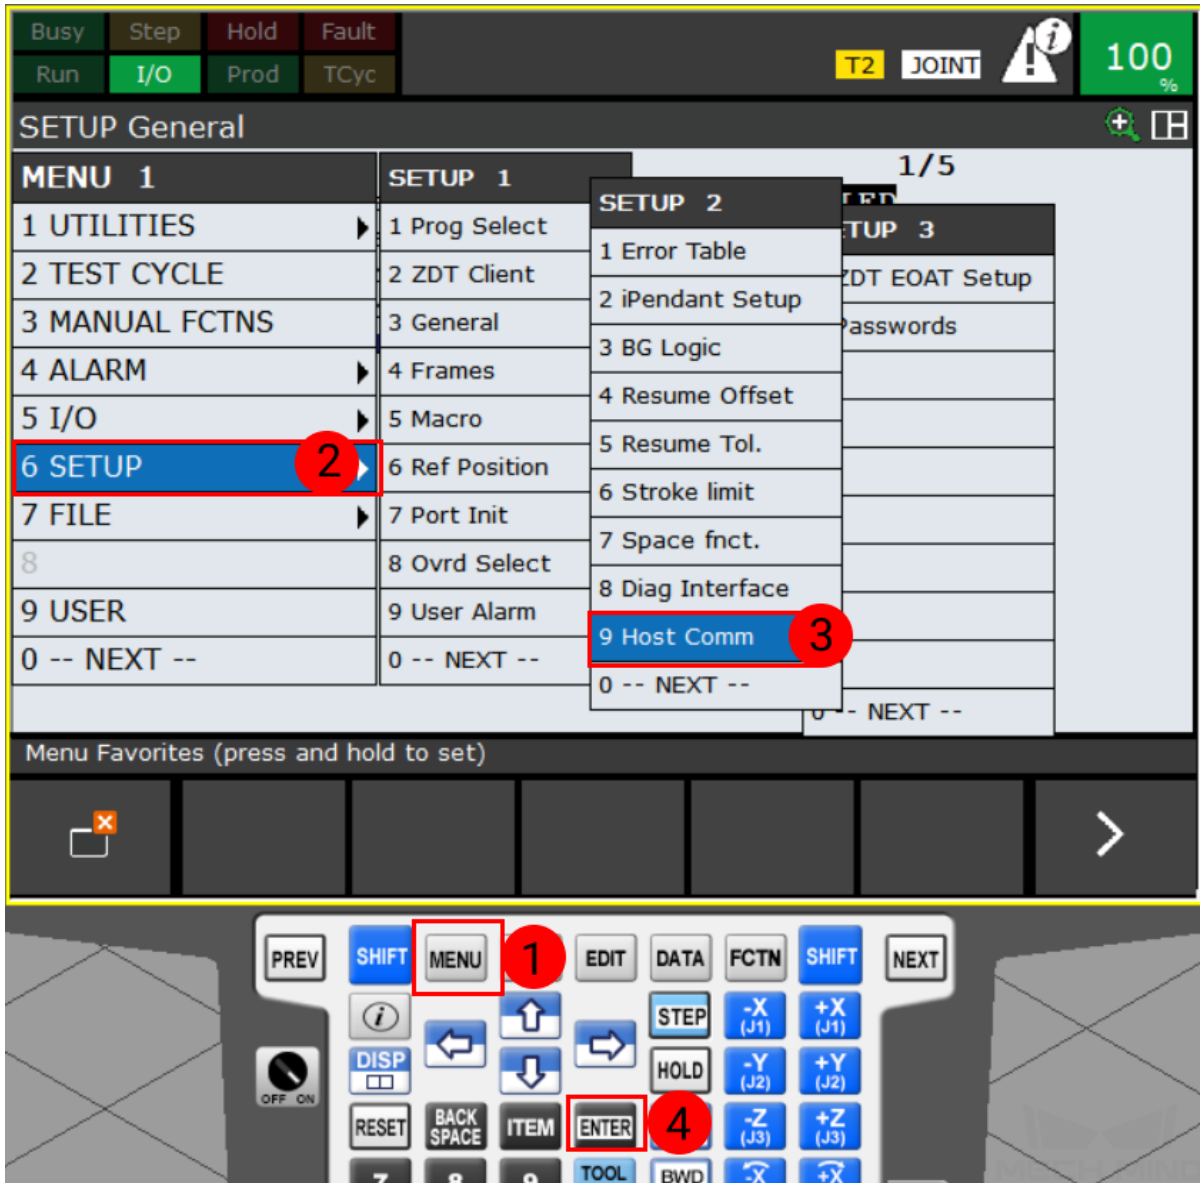 Busy Step Hold Fault
Run I/O Prod TCyc
T2 JOINT
100
%
SETUP General
1/5
MENU 1
1 UTILITIES
2 TEST CYCLE
3 MANUAL FCTNS
4 ALARM
5 I/O
6 SETUP
2
7 FILE
8
9 USER
0 -- NEXT --
SETUP 1
1 Prog Select
2 ZDT Client
3 General
4 Frames
5 Macro
6 Ref Position
7 Port Init
8 Ovrd Select
9 User Alarm
0 -- NEXT --
SETUP 2
1 Error Table
2 iPendant Setup
3 BG Logic
4 Resume Offset
5 Resume Tol.
6 Stroke limit
7 Space fnct.
8 Diag Interface
9 Host Comm
3
0 -- NEXT --
TUP 3
ZDT EOAT Setup
Passwords
0 -- NEXT --
Menu Favorites (press and hold to set)
PREV SHIFT MENU 1 EDIT DATA FCTN SHIFT NEXT
i
STEP -X (J1) +X (J1)
DISP
HOLD -Y (J2) +Y (J2)
OFF ON
RESET BACK SPACE ITEM ENTER 4 -Z (J3) +Z (J3)
7 8 9 TOOL BWD -X +X
MECH MIND